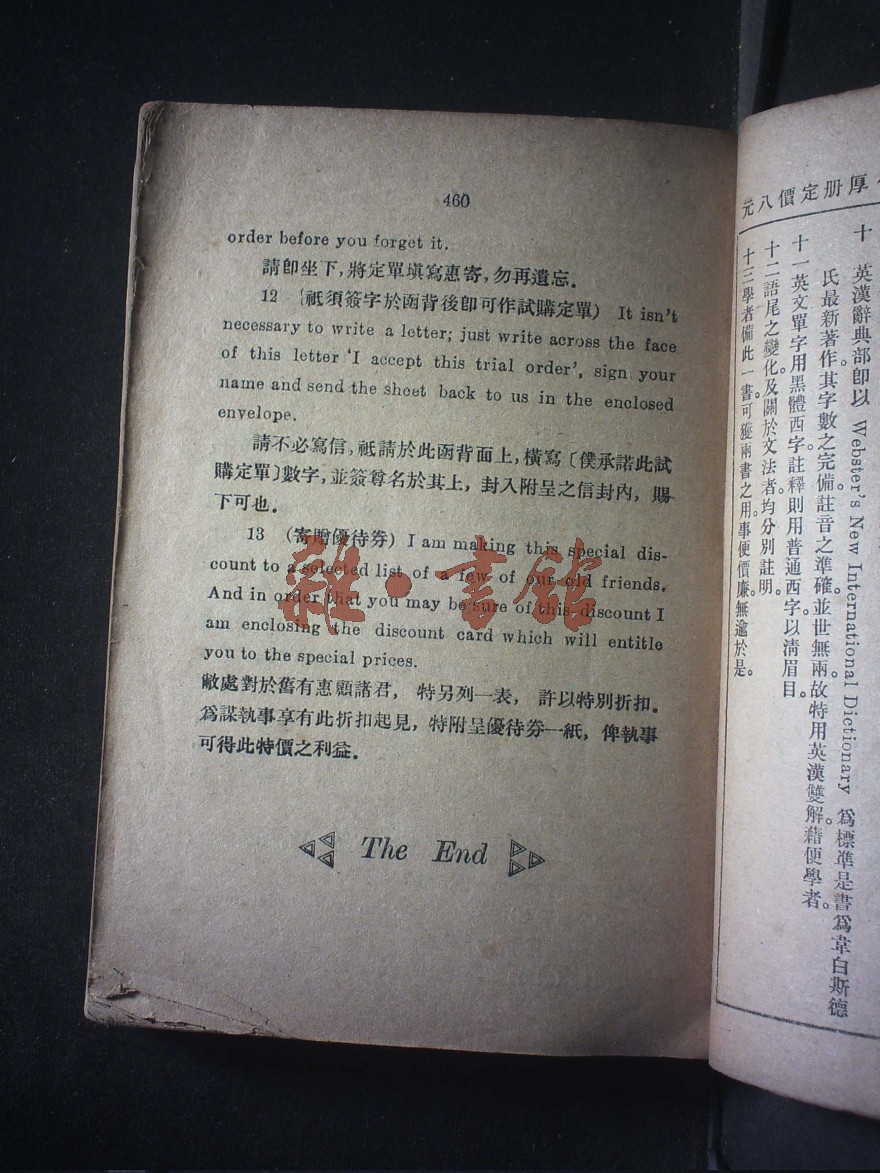 460
order before you forget it.
請卽坐下，將定單填寫惠寄，勿再遺忘．
12 〔祇須簽字於函背後卽可作試購定單） It isn't
necessary to write a letter; just write across the face
of this letter ‘I accept this trial order’, sign your
name and send the sheet back to us in the enclosed
envelope.
請不必寫信，祇請於此函背面上，橫寫〔僕承諾此試
購定單〕數字，並簽尊名於其上，封入附呈之信封內，賜
下可也．
13 （寄贈優待券） I am making this special dis-
count to a selected list of a few of our old friends.
And in order that you may be sure of this discount I
am enclosing the discount card which will entitle
you to the special prices.
敝處對於舊有惠顧諸君，特另列一表，許以特別折扣．
爲謀執事享有此折扣起見，特附呈優待券一紙，俾執事
可得此特價之利益．
The End
雜·書館
厚册定價八元
十 英漢辭典部卽以 Webster's New International Dictionary 爲標準是書爲韋白斯德
氏最新著作其字數之完備註音之準確。並世無兩。故特用英漢雙解。藉便學者。
十一英文單字用黑體西字註釋則用普通西字以清眉目。
十二語尾之變化。及關於文法者。均分別註明。
十三學者備此一書。可獲兩書之用。事便價廉。無逾於是。